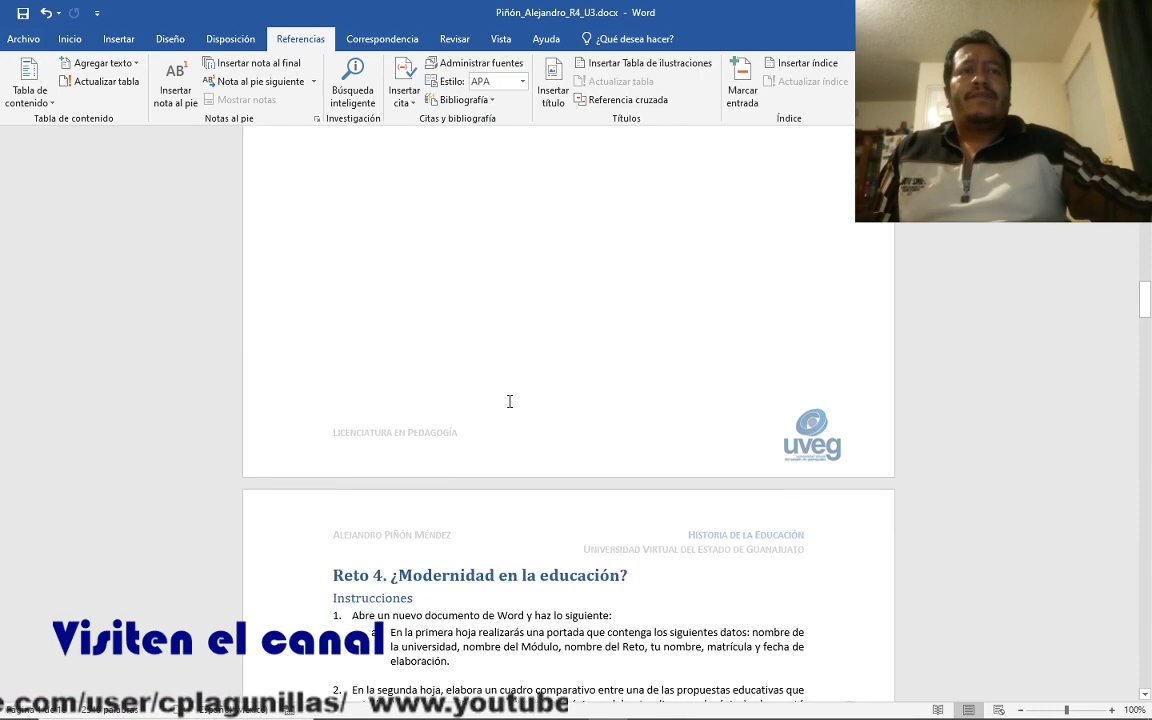 Piñón_Alejandro_R4_U3.docx - Word
Archivo Inicio Insertar Diseño Disposición Referencias Correspondencia Revisar Vista Ayuda ¿Qué desea hacer?
Tabla de contenido
Agregar texto
Actualizar tabla
Tabla de contenido
AB1
Insertar nota al pie
Insertar nota al final
AB Nota al pie siguiente
Mostrar notas
Notas al pie
Búsqueda inteligente
Investigación
Insertar cita
Administrar fuentes
Estilo: APA
Bibliografía
Citas y bibliografía
Insertar título
Insertar Tabla de ilustraciones
Actualizar tabla
Referencia cruzada
Títulos
Marcar entrada
Insertar índice
Actualizar índice
Índice
LICENCIATURA EN PEDAGOGÍA
uveg
ALEJANDRO PIÑÓN MÉNDEZ HISTORIA DE LA EDUCACIÓN
UNIVERSIDAD VIRTUAL DEL ESTADO DE GUANAJUATO
Reto 4. ¿Modernidad en la educación?
Instrucciones
1. Abre un nuevo documento de Word y haz lo siguiente:
En la primera hoja realizarás una portada que contenga los siguientes datos: nombre de
la universidad, nombre del Módulo, nombre del Reto, tu nombre, matrícula y fecha de
elaboración.
2. En la segunda hoja, elabora un cuadro comparativo entre una de las propuestas educativas que
Visiten el canal
e.com/user/cplagunillas/ www.youtube
100%